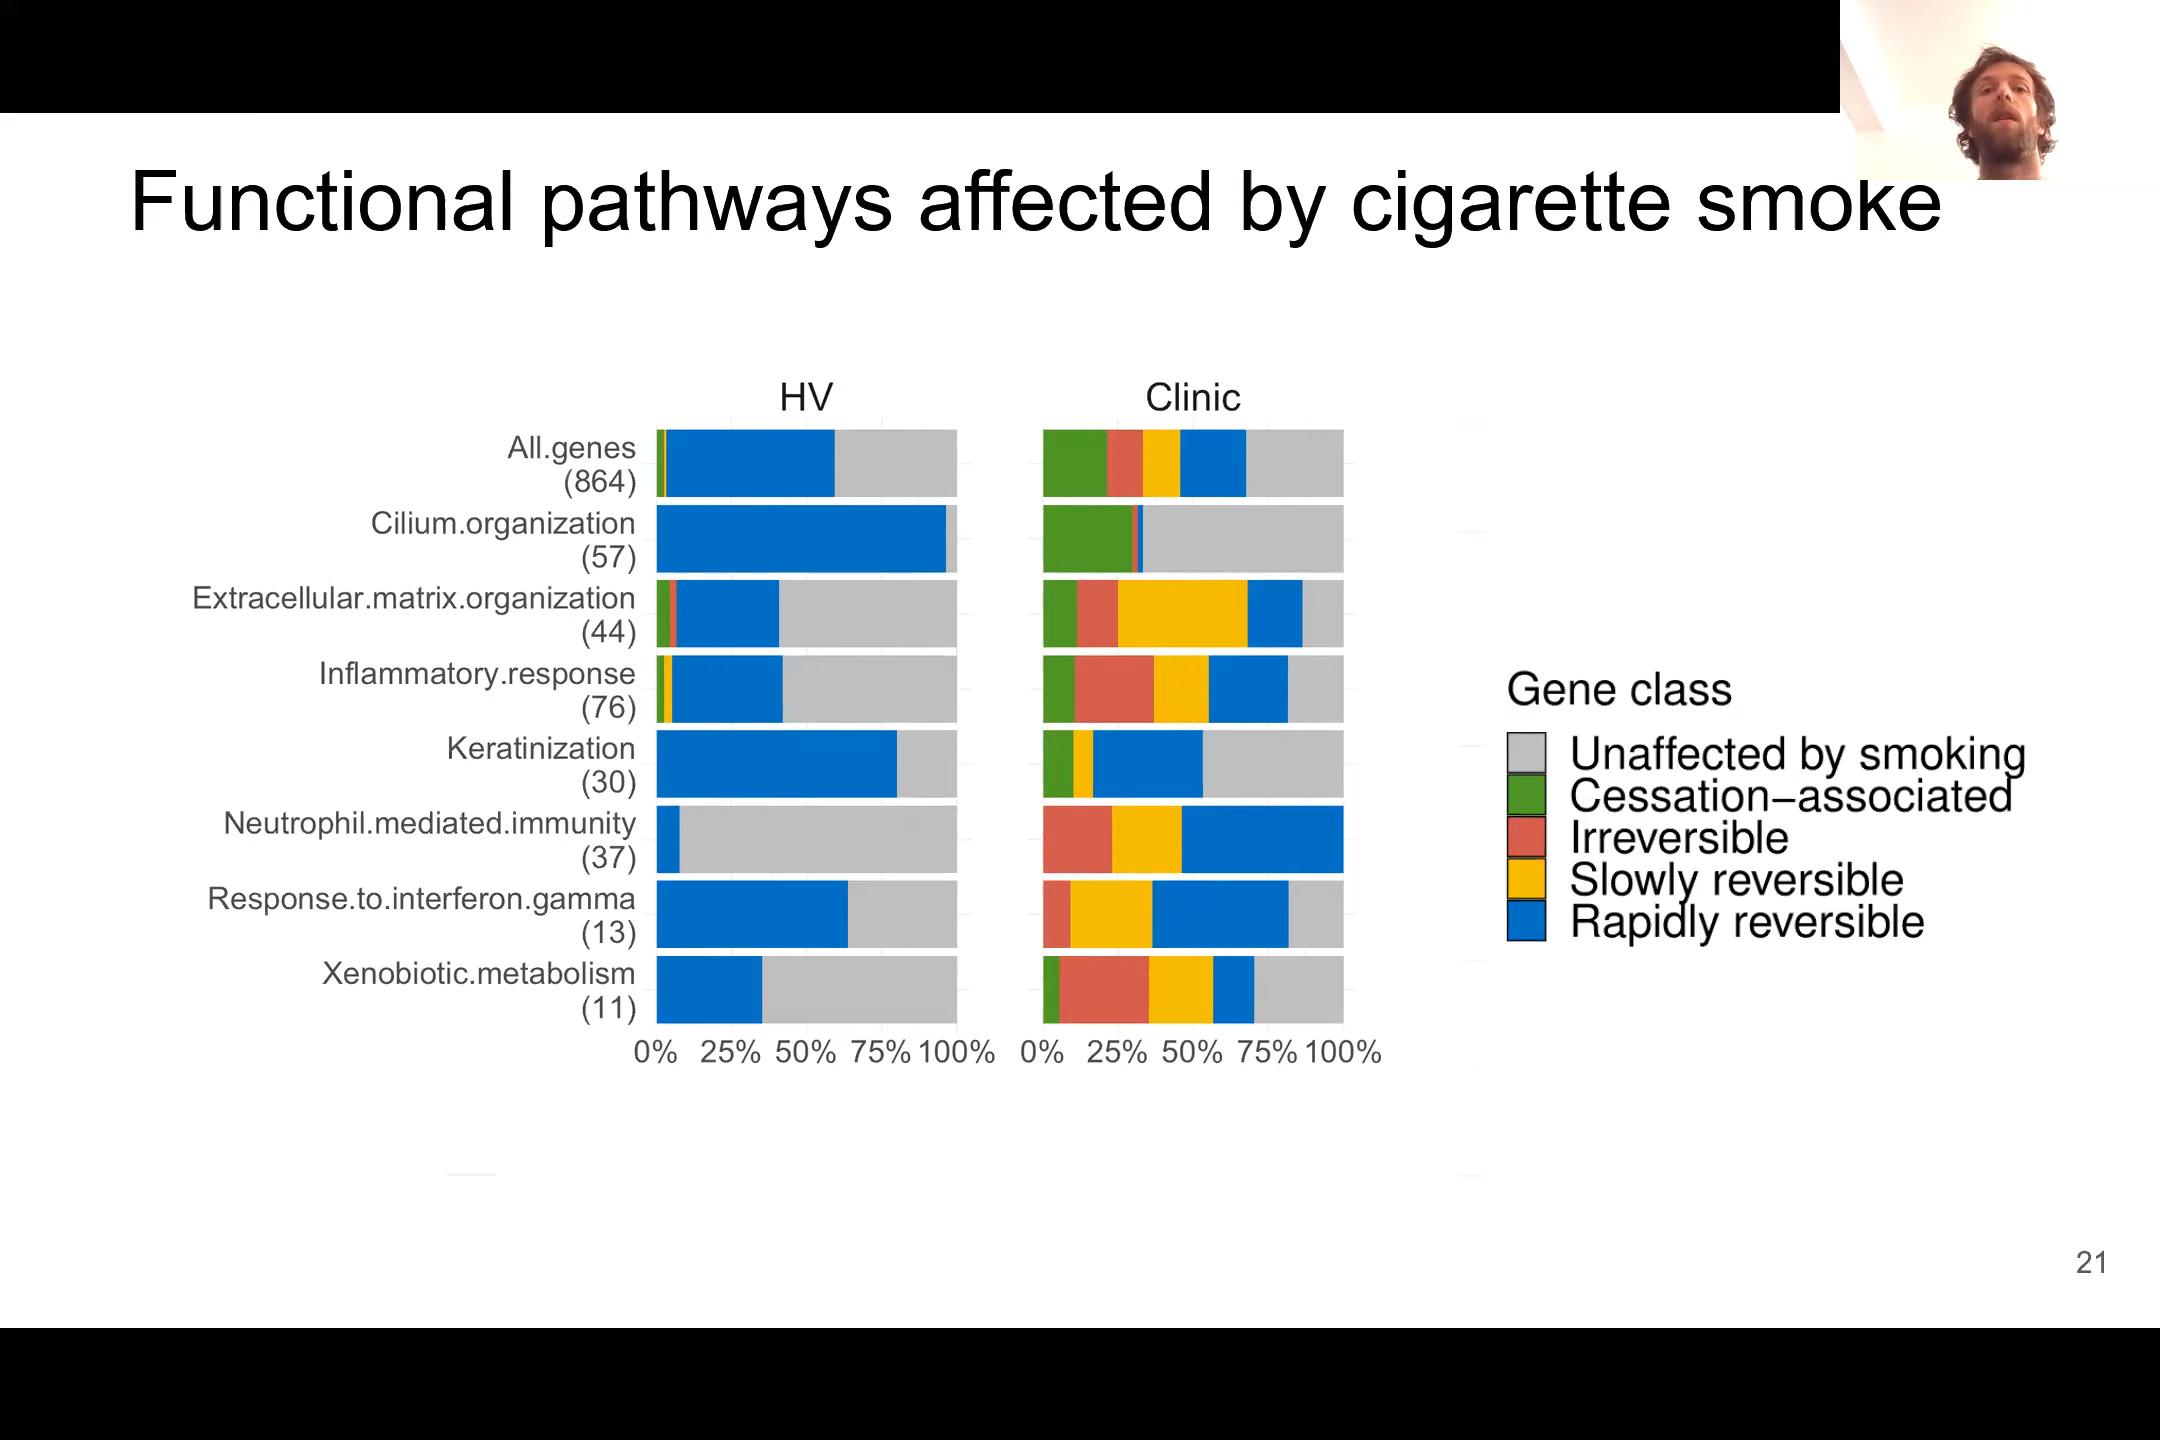 Functional pathways affected by cigarette smoke
HV
Clinic
All.genes
(864)
Cilium.organization
(57)
Extracellular.matrix.organization
(44)
Inflammatory.response
(76)
Keratinization
(30)
Neutrophil.mediated.immunity
(37)
Response.to.interferon.gamma
(13)
Xenobiotic.metabolism
(11)
0% 25% 50% 75% 100%
0% 25% 50% 75% 100%
Gene class
Unaffected by smoking
Cessation−associated
Irreversible
Slowly reversible
Rapidly reversible
21